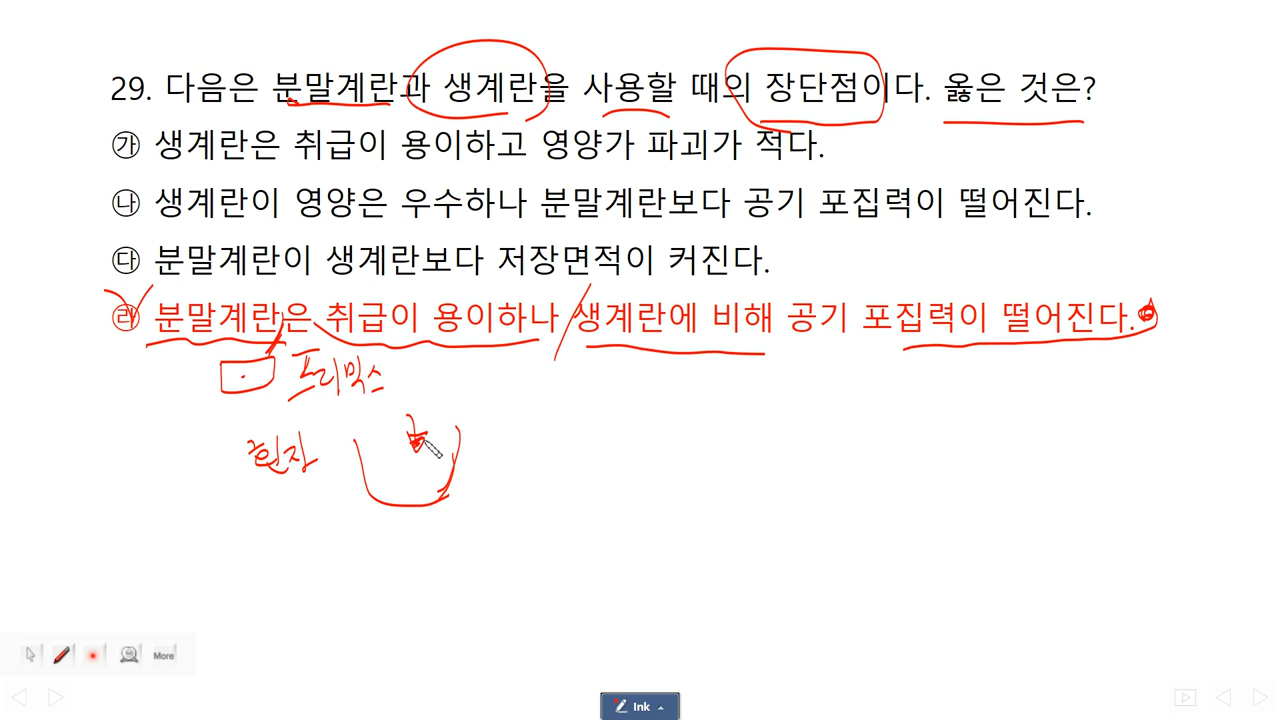 29. 다음은 분말계란과 생계란을 사용할 때의 장단점이다. 옳은 것은?
㉮ 생계란은 취급이 용이하고 영양가 파괴가 적다.
㉯ 생계란이 영양은 우수하나 분말계란보다 공기 포집력이 떨어진다.
㉰ 분말계란이 생계란보다 저장면적이 커진다.
㉱ 분말계란은 취급이 용이하나 생계란에 비해 공기 포집력이 떨어진다.
프리믹스
More
Ink